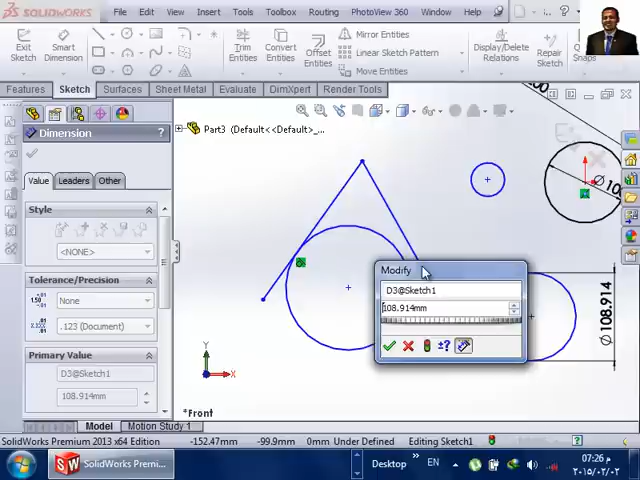 SOLIDWORKS
File Edit View Insert Tools Toolbox Routing PhotoView 360 Window
Exit Sketch
Smart Dimension
Trim Entities
Convert Entities
Offset Entities
Mirror Entities
Linear Sketch Pattern
Move Entities
Display/Delete Relations
Repair Sketch
Quick Snaps
Features Sketch Surfaces Sheet Metal Evaluate DimXpert Render Tools
Dimension
?
Part3 (Default<<Default>_...
Value Leaders Other
Style
<NONE>
Tolerance/Precision
None
.123 (Document)
Primary Value
D3@Sketch1
108.914mm
Modify
D3@Sketch1
108.914mm
Ø108.914
Y
X
*Front
Model Motion Study 1
SolidWorks Premium 2013 x64 Edition -152.47mm -99.9mm 0mm Under Defined Editing Sketch1
SolidWorks Premi...
Desktop EN
07:26 م
٢٠١٥/٠٢/٠٢